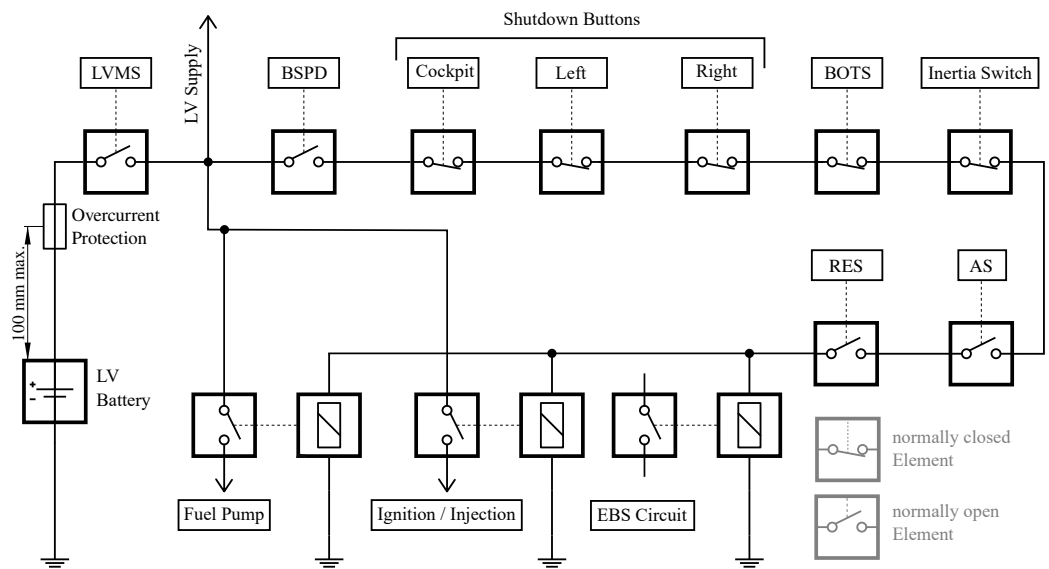 Shutdown Buttons
LVMS
LV Supply
BSPD
Cockpit
Left
Right
BOTS
Inertia Switch
Overcurrent
Protection
100 mm max.
RES
AS
+
-
LV
Battery
normally closed
Element
Fuel Pump
Ignition / Injection
EBS Circuit
normally open
Element